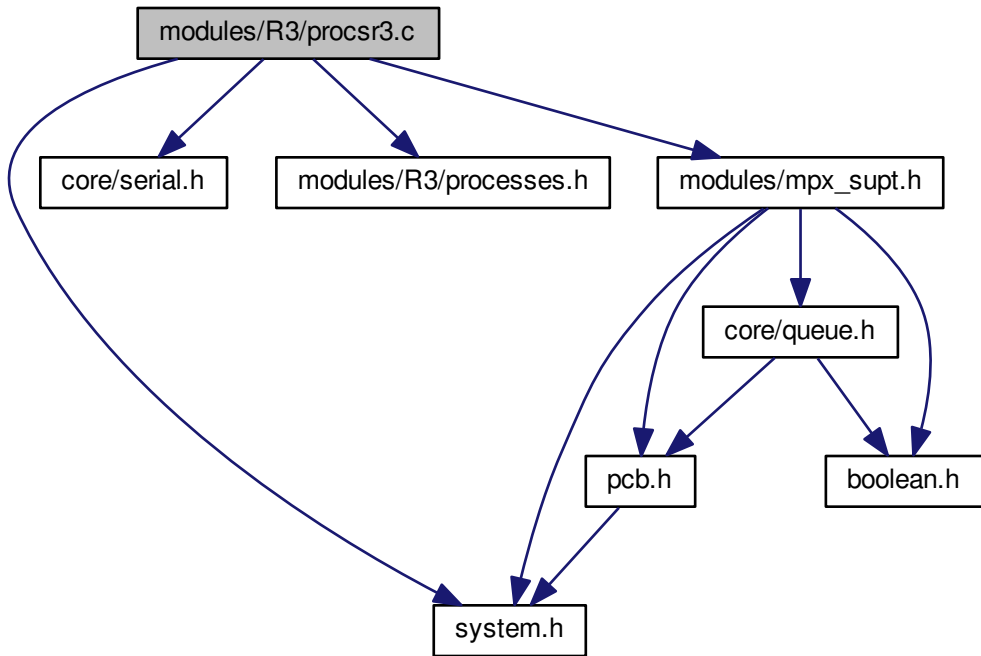 modules/R3/procsr3.c
core/serial.h
modules/R3/processes.h
modules/mpx_supt.h
core/queue.h
pcb.h
boolean.h
system.h